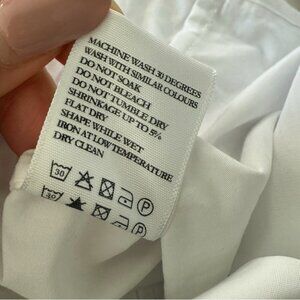 MACHINE WASH 30 DEGREES
WASH WITH SIMILAR COLOURS
DO NOT SOAK
DO NOT BLEACH
DO NOT TUMBLE DRY
SHRINKAGE UP TO 5%
FLAT DRY
SHAPE WHILE WET
IRON AT LOW TEMPERATURE
DRY CLEAN
30 P
30 P